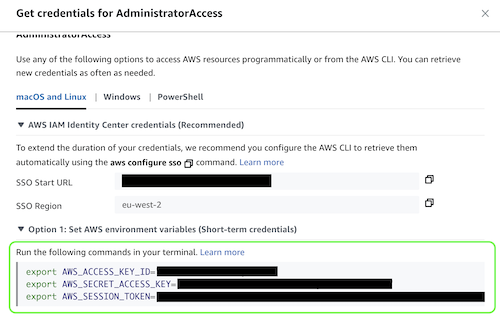 Get credentials for AdministratorAccess
AdministratorAccess
Use any of the following options to access AWS resources programmatically or from the AWS CLI. You can retrieve
new credentials as often as needed.
macOS and Linux | Windows | PowerShell
AWS IAM Identity Center credentials (Recommended)
To extend the duration of your credentials, we recommend you configure the AWS CLI to retrieve them
automatically using the aws configure sso command. Learn more
SSO Start URL
SSO Region eu-west-2
Option 1: Set AWS environment variables (Short-term credentials)
Run the following commands in your terminal. Learn more
export AWS_ACCESS_KEY_ID=
export AWS_SECRET_ACCESS_KEY=
export AWS_SESSION_TOKEN=